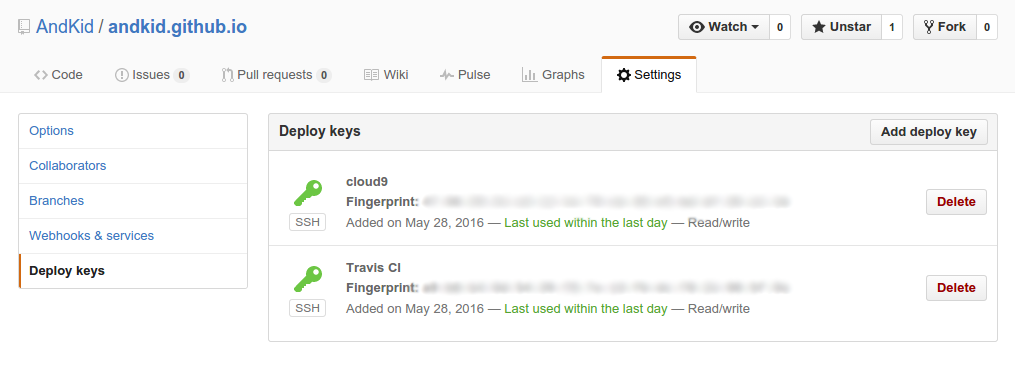 AndKid / andkid.github.io
Watch 0 Unstar 1 Fork 0
Code Issues 0 Pull requests 0 Wiki Pulse Graphs Settings
Options
Collaborators
Branches
Webhooks & services
Deploy keys
Deploy keys Add deploy key
cloud9
Fingerprint:
SSH
Added on May 28, 2016 — Last used within the last day — Read/write
Delete
Travis CI
Fingerprint:
SSH
Added on May 28, 2016 — Last used within the last day — Read/write
Delete